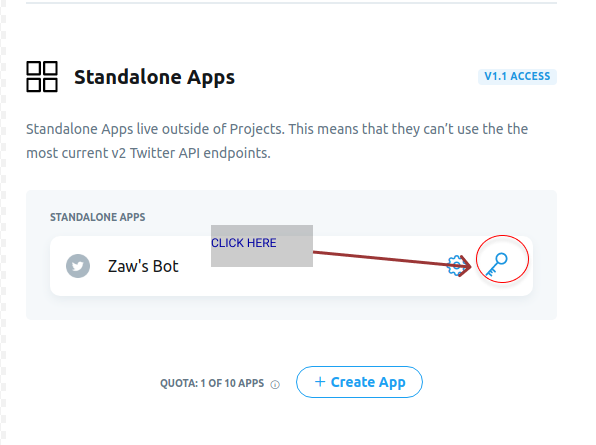 Standalone Apps
V1.1 ACCESS
Standalone Apps live outside of Projects. This means that they can't use the the
most current v2 Twitter API endpoints.
STANDALONE APPS
CLICK HERE
Zaw's Bot
QUOTA: 1 OF 10 APPS
+ Create App